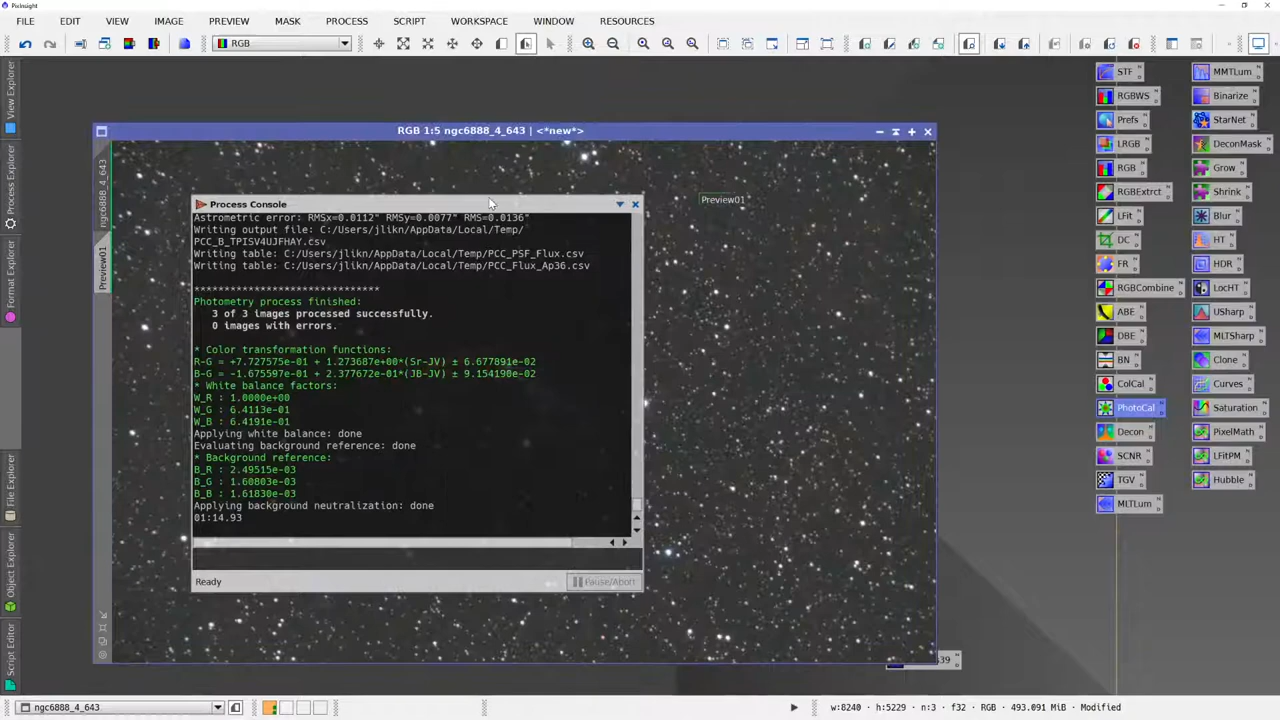 PixInsight
FILE EDIT VIEW IMAGE PREVIEW MASK PROCESS SCRIPT WORKSPACE WINDOW RESOURCES
RGB
View Explorer
Process Explorer
Format Explorer
File Explorer
Object Explorer
Script Editor
RGB 1:5 ngc6888_4_643 | <*new*>
ngc6888_4_643
Preview01
Preview01
Process Console
Astrometric error: RMSx=0.0112" RMSy=0.0077" RMS=0.0136"
Writing output file: C:/Users/jlikn/AppData/Local/Temp/
PCC_B_TPISV4UJFHAY.csv
Writing table: C:/Users/jlikn/AppData/Local/Temp/PCC_PSF_Flux.csv
Writing table: C:/Users/jlikn/AppData/Local/Temp/PCC_Flux_Ap36.csv
*******************************
Photometry process finished:
3 of 3 images processed successfully.
0 images with errors.
* Color transformation functions:
R-G = +7.727575e-01 + 1.273687e+00*(Sr-JV) ± 6.677891e-02
B-G = -1.675597e-01 + 2.377672e-01*(JB-JV) ± 9.154190e-02
* White balance factors:
W_R : 1.0000e+00
W_G : 6.4113e-01
W_B : 6.4191e-01
Applying white balance: done
Evaluating background reference: done
* Background reference:
B_R : 2.49515e-03
B_G : 1.60803e-03
B_B : 1.61830e-03
Applying background neutralization: done
01:14.93
Ready
Pause/Abort
STF
RGBWS
Prefs
LRGB
RGB
RGBExtrct
LFit
DC
FR
RGBCombine
ABE
DBE
BN
ColCal
PhotoCal
Decon
SCNR
TGV
MLTLum
MMTLum
Binarize
StarNet
DeconMask
Grow
Shrink
Blur
HT
HDR
LocHT
USharp
MLTSharp
Clone
Curves
Saturation
PixelMath
LFitPM
Hubble
39
ngc6888_4_643
w:8240 · h:5229 · n:3 · f32 · RGB · 493.091 MiB · Modified